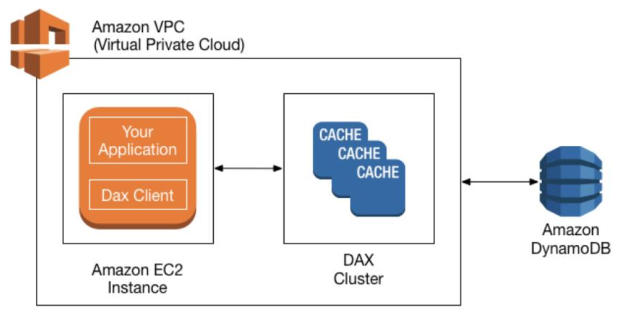 Amazon VPC
(Virtual Private Cloud)
Your
Application
Dax Client
Amazon EC2
Instance
CACHE
CACHE
CACHE
DAX
Cluster
Amazon
DynamoDB